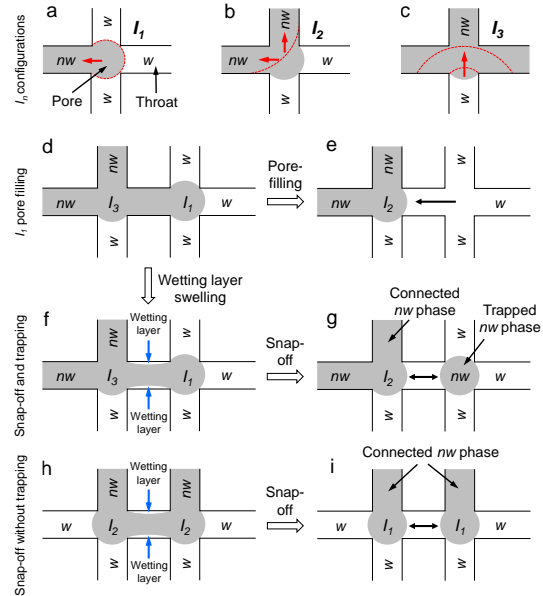 a
w
I1
nw
w
Pore
Throat
w
b
nw
I2
nw
w
w
c
nw
I3
w
In configurations
d
nw
w
nw
I3
I1
w
w
w
Pore-
filling
e
nw
w
nw
I2
w
w
w
I1 pore filling
Wetting layer
swelling
f
Wetting
layer
nw
w
nw
I3
I1
w
w
w
Wetting
layer
Snap-
off
Connected
nw phase
Trapped
nw phase
g
w
nw
I2
nw
w
w
w
Snap-off and trapping
h
Wetting
layer
nw
nw
w
I2
I2
w
w
w
Wetting
layer
Snap-
off
Connected nw phase
i
nw
nw
w
I1
I1
w
w
w
Snap-off without trapping